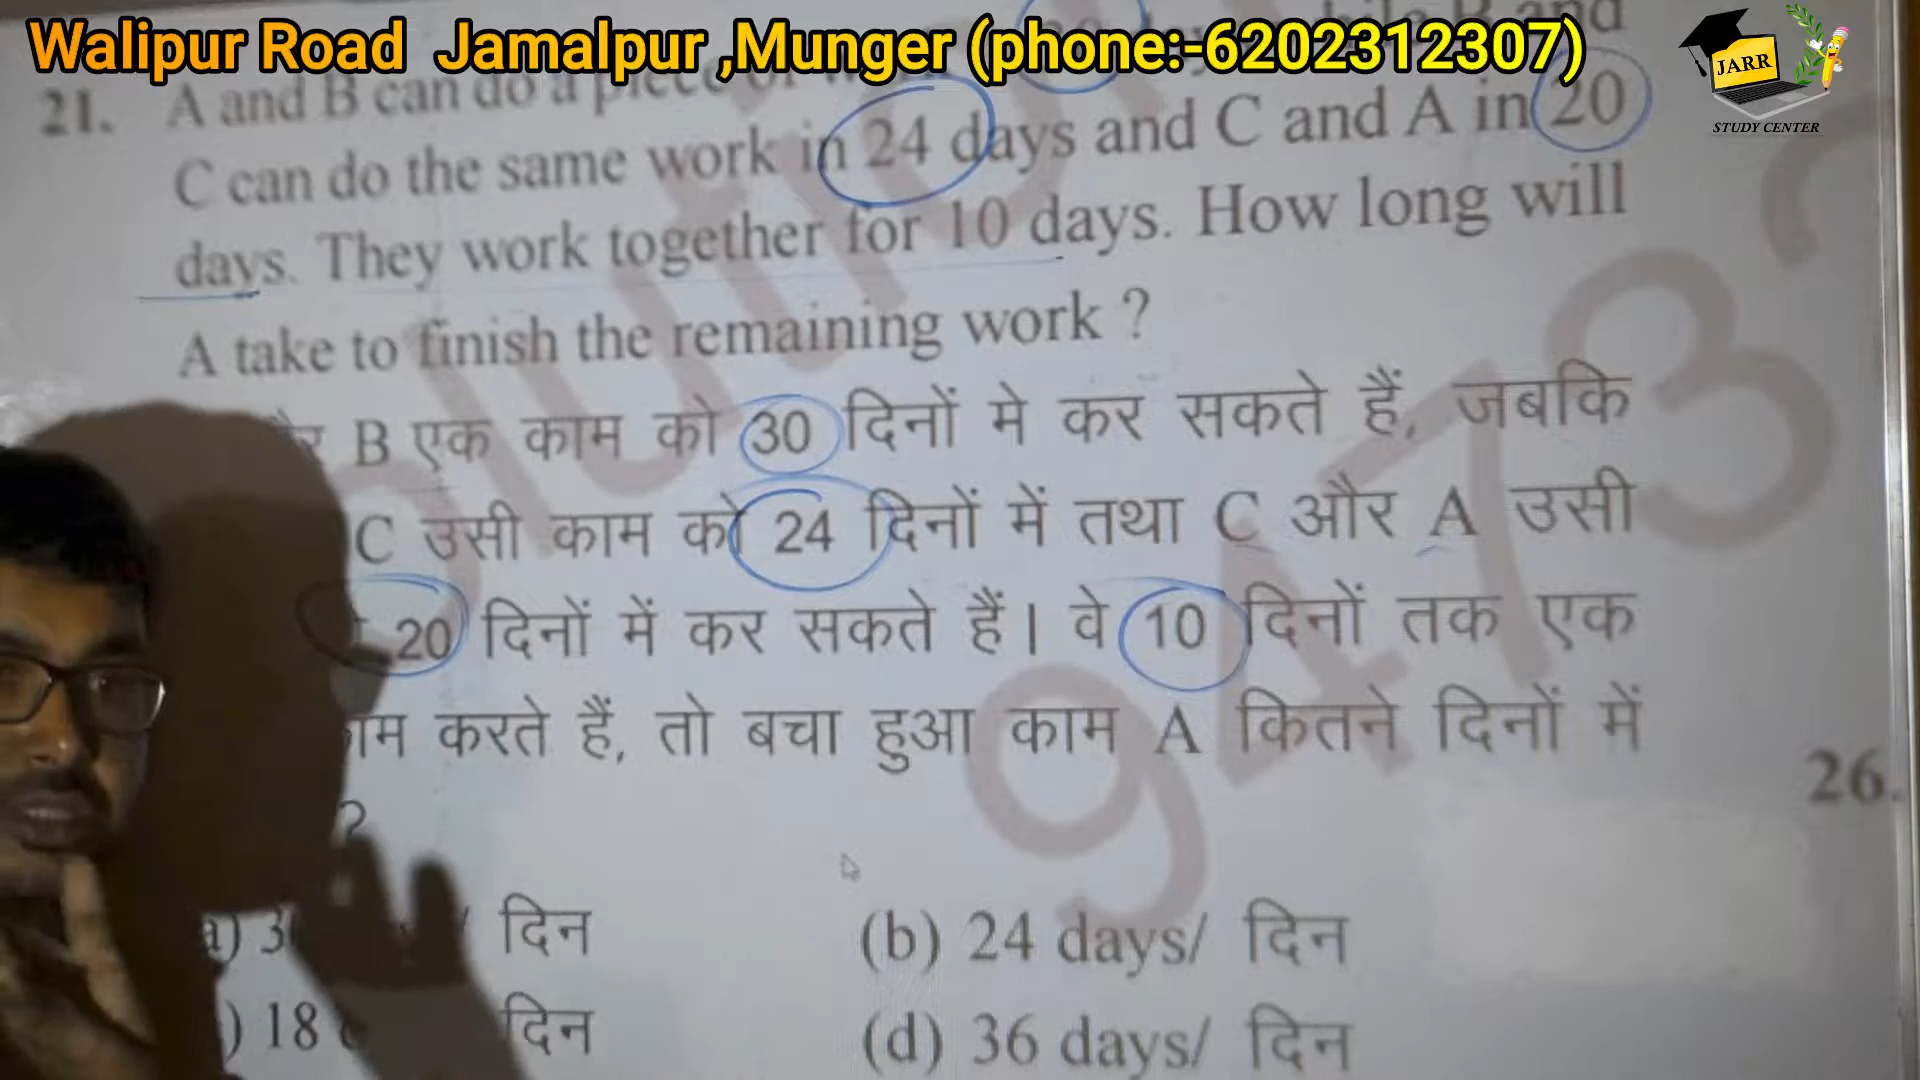 Walipur Road Jamalpur ,Munger (phone:-6202312307)
JARR
STUDY CENTER
21. A and B can do a piece of B and
C can do the same work in 24 days and C and A in 20
days. They work together for 10 days. How long will
A take to finish the remaining work ?
B एक काम को 30 दिनों मे कर सकते हैं, जबकि
C उसी काम को 24 दिनों में तथा C और A उसी
20 दिनों में कर सकते हैं। वे 10 दिनों तक एक
करते हैं, तो बचा हुआ काम A कितने दिनों में
?
26.
दिन (b) 24 days/ दिन
) 18 दिन (d) 36 days/ दिन
9473